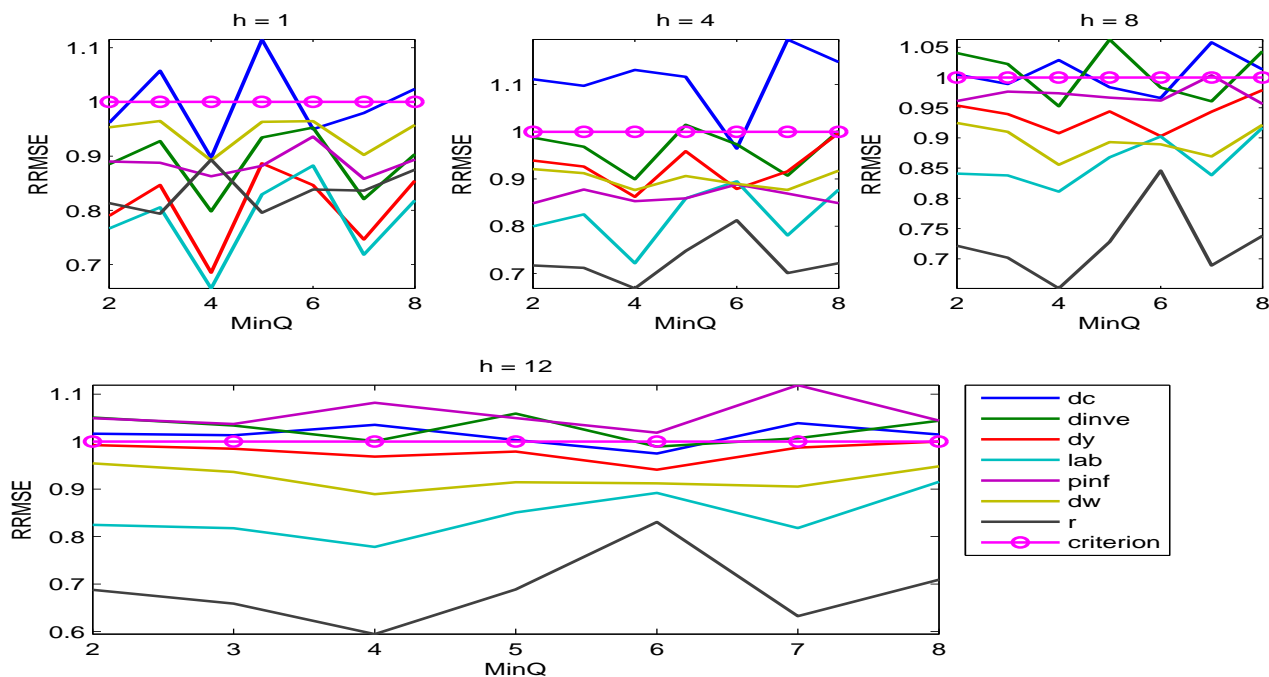 h = 1
1.1
1
0.9
0.8
0.7
RRMSE
2 4 6 8
MinQ
h = 4
1.1
1
0.9
0.8
0.7
RRMSE
2 4 6 8
MinQ
h = 8
1.05
1
0.95
0.9
0.85
0.8
0.75
0.7
RRMSE
2 4 6 8
MinQ
h = 12
1.1
1
0.9
0.8
0.7
0.6
RRMSE
2 3 4 5 6 7 8
MinQ
dc
dinve
dy
lab
pinf
dw
r
criterion